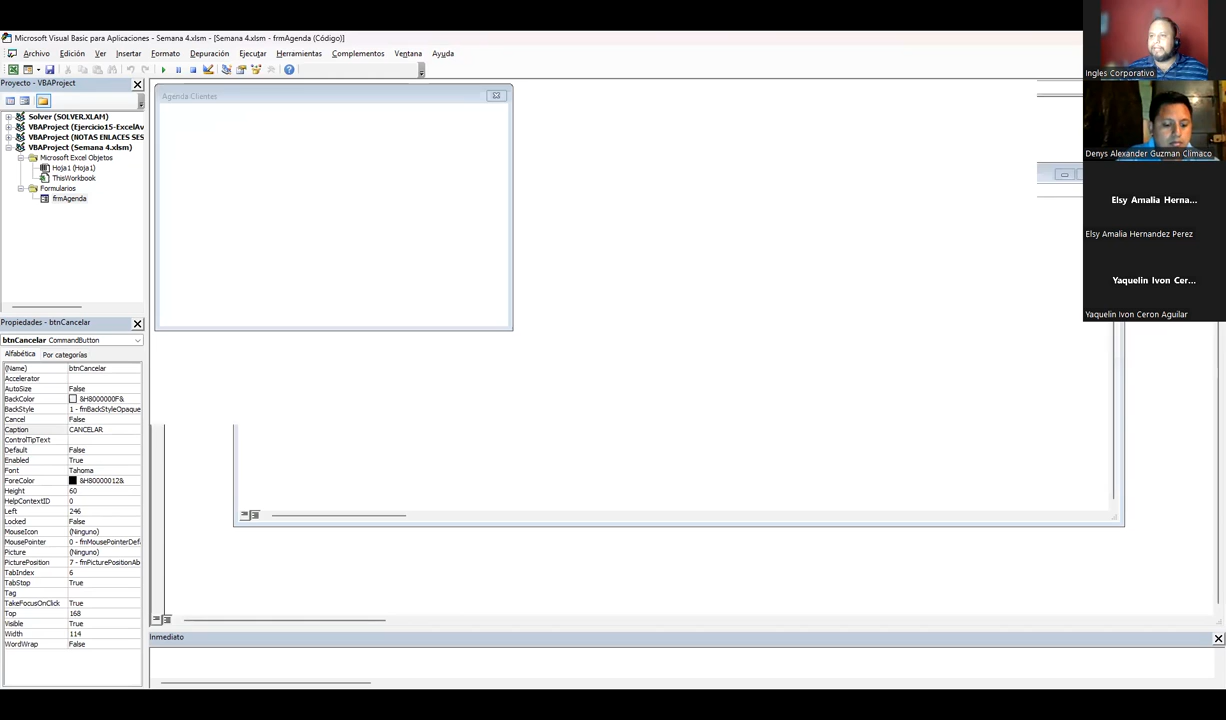 Microsoft Visual Basic para Aplicaciones - Semana 4.xlsm - [Semana 4.xlsm - frmAgenda (Código)]
Archivo Edición Ver Insertar Formato Depuración Ejecutar Herramientas Complementos Ventana Ayuda
Proyecto - VBAProject
Solver (SOLVER.XLAM)
VBAProject (Ejercicio15-ExcelAv
VBAProject (NOTAS ENLACES SES
VBAProject (Semana 4.xlsm)
Microsoft Excel Objetos
Hoja1 (Hoja1)
ThisWorkbook
Formularios
frmAgenda
Propiedades - btnCancelar
btnCancelar CommandButton
Alfabética Por categorías
(Name) btnCancelar
Accelerator
AutoSize False
BackColor &H8000000F&
BackStyle 1 - fmBackStyleOpaque
Cancel False
Caption CANCELAR
ControlTipText
Default False
Enabled True
Font Tahoma
ForeColor &H80000012&
Height 60
HelpContextID 0
Left 246
Locked False
MouseIcon (Ninguno)
MousePointer 0 - fmMousePointerDef
Picture (Ninguno)
PicturePosition 7 - fmPicturePositionAb
TabIndex 6
TabStop True
Tag
TakeFocusOnClick True
Top 168
Visible True
Width 114
WordWrap False
Agenda Clientes
Inmediato
Ingles Corporativo
Denys Alexander Guzman Climaco
Elsy Amalia Herna...
Elsy Amalia Hernandez Perez
Yaquelin Ivon Cer...
Yaquelin Ivon Ceron Aguilar